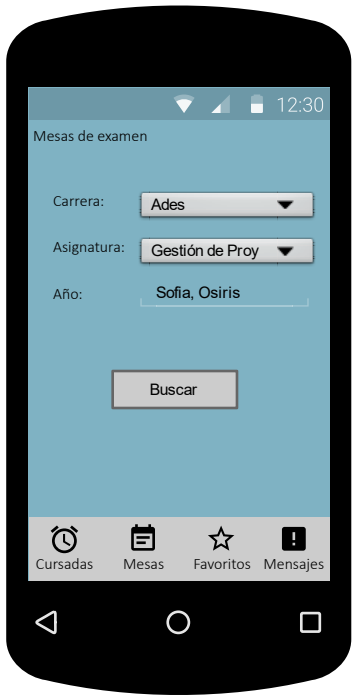 12:30
Mesas de examen
Carrera: Ades
Asignatura: Gestión de Proy
Año: Sofia, Osiris
Buscar
Cursadas Mesas Favoritos Mensajes